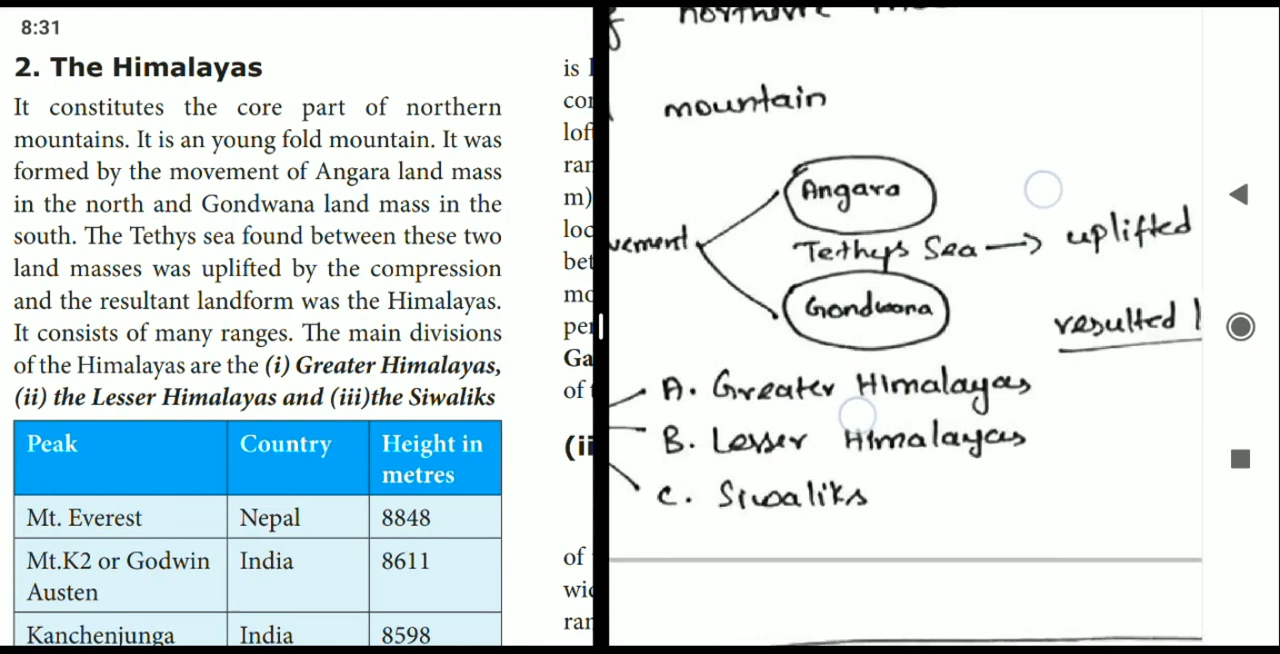 8:31
2. The Himalayas
It constitutes the core part of northern
mountains. It is an young fold mountain. It was
formed by the movement of Angara land mass
in the north and Gondwana land mass in the
south. The Tethys sea found between these two
land masses was uplifted by the compression
and the resultant landform was the Himalayas.
It consists of many ranges. The main divisions
of the Himalayas are the (i) Greater Himalayas,
(ii) the Lesser Himalayas and (iii)the Siwaliks
Peak Country Height in
metres
Mt. Everest Nepal 8848
Mt.K2 or Godwin India 8611
Austen
Kanchenjunga India 8598
is
m)
Ga
of
(ii
of
mountain
Angara
Tethys Sea → uplifted
Gondwana
resulted
A. Greater Himalayas
B. Lesser Himalayas
C. Siwaliks